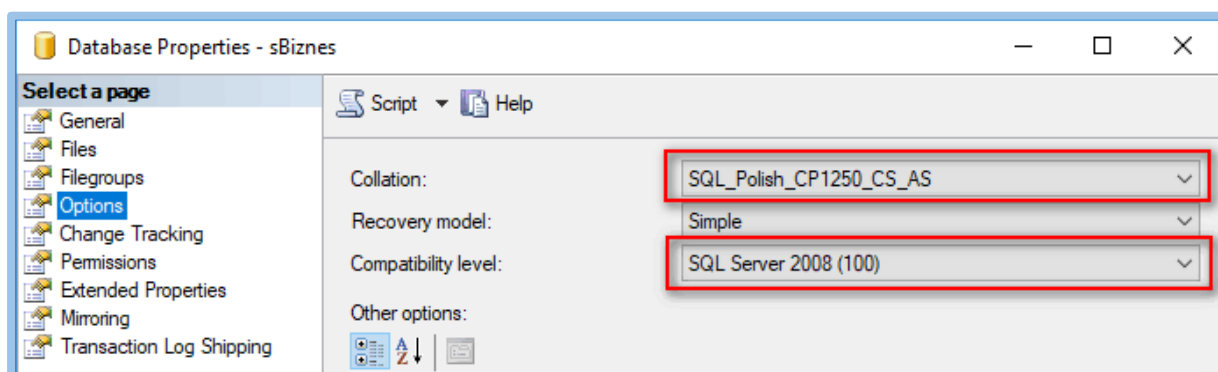 Database Properties - sBiznes
Select a page
General
Files
Filegroups
Options
Change Tracking
Permissions
Extended Properties
Mirroring
Transaction Log Shipping
Script
Help
Collation:
SQL_Polish_CP1250_CS_AS
Recovery model:
Simple
Compatibility level:
SQL Server 2008 (100)
Other options:
A
Z